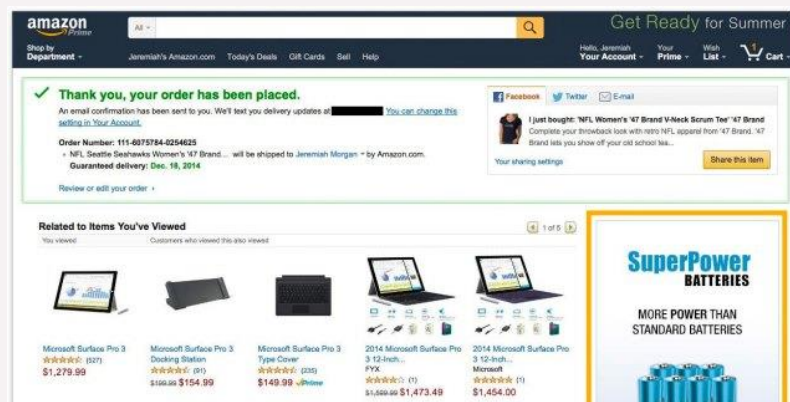 amazon
Prime
All
Get Ready for Summer
Shop by
Department
Jeremiah's Amazon.com Today's Deals Gift Cards Sell Help
Hello, Jeremiah
Your Account
Your
Prime
Wish
List
1
Cart
Thank you, your order has been placed.
An email confirmation has been sent to you. We'll text you delivery updates at You can change this
setting in Your Account.
Order Number: 111-6075784-0254625
• NFL Seattle Seahawks Women's '47 Brand... will be shipped to Jeremiah Morgan by Amazon.com.
Guaranteed delivery: Dec. 18, 2014
Review or edit your order
Facebook Twitter E-mail
I just bought: 'NFL Women's '47 Brand V-Neck Scrum Tee' '47 Brand
Complete your throwback look with retro NFL apparel from '47 Brand. '47
Brand lets you show off your old school tea...
Your sharing settings
Share this item
Related to Items You've Viewed
1 of 5
You viewed Customers who viewed this also viewed
Microsoft Surface Pro 3
(527)
$1,279.99
Microsoft Surface Pro 3
Docking Station
(91)
$199.99 $154.99
Microsoft Surface Pro 3
Type Cover
(235)
$149.99 Prime
2014 Microsoft Surface Pro
3 12-Inch...
FYX
(1)
$1,599.99 $1,473.49
2014 Microsoft Surface Pro
3 12-Inch...
Microsoft
(1)
$1,454.00
SuperPower
BATTERIES
MORE POWER THAN
STANDARD BATTERIES